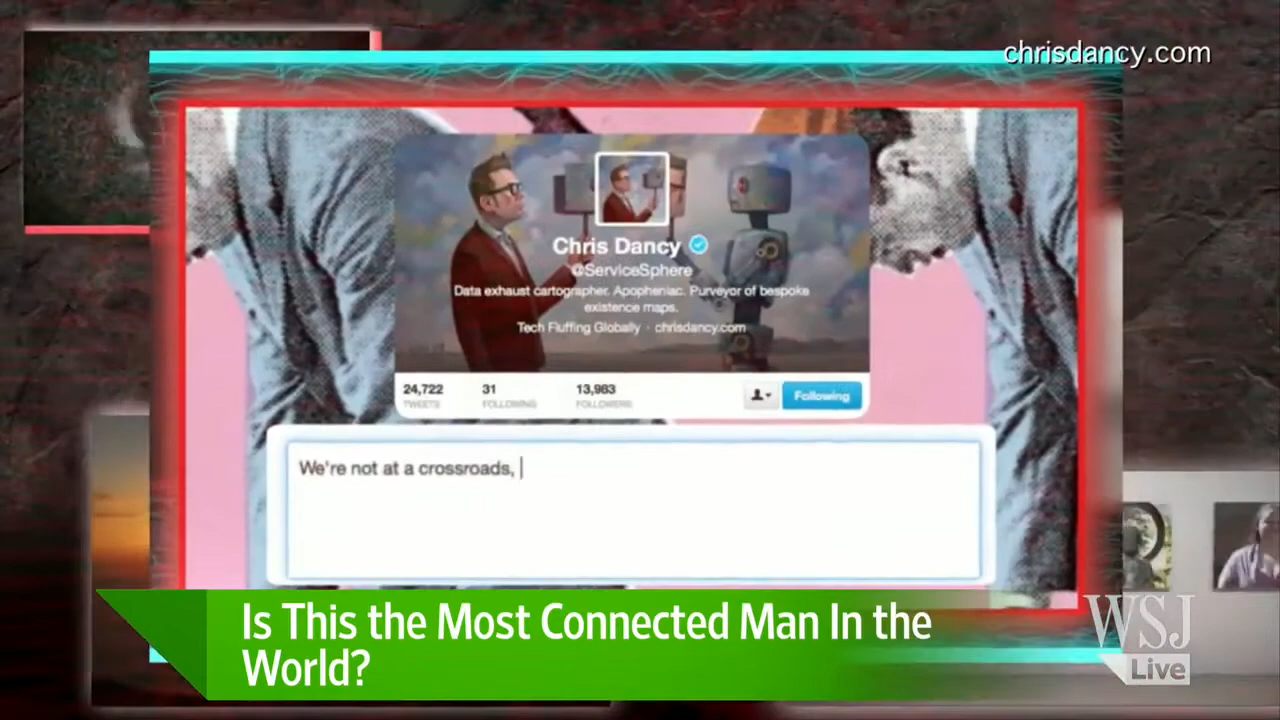 chrisdancy.com
Chris Dancy
@ServiceSphere
Data exhaust cartographer. Apopheniac. Purveyor of bespoke
existence maps.
Tech Fluffing Globally · chrisdancy.com
24,722 31 13,983
TWEETS FOLLOWING FOLLOWERS
Following
We're not at a crossroads,
Is This the Most Connected Man In the
World?
WSJ
Live